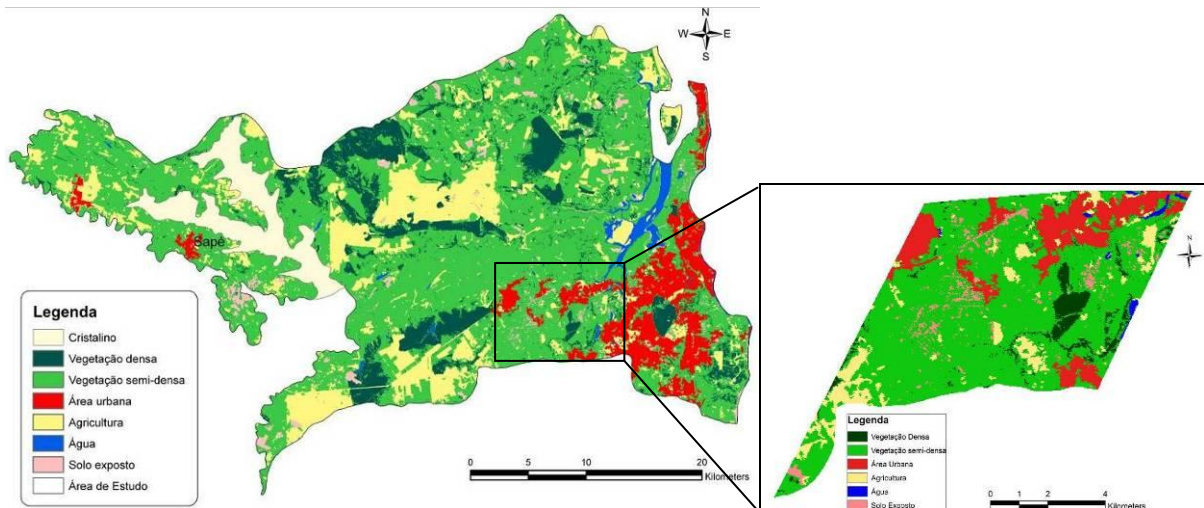 N
W E
S
Sapé
Legenda
Cristalino
Vegetação densa
Vegetação semi-densa
Área urbana
Agricultura
Água
Solo exposto
Área de Estudo
0 5 10 20
Kilometers
N
Legenda
Vegetação Densa
Vegetação semi-densa
Área Urbana
Agricultura
Água
Solo Exposto
0 1 2 4
Kilometers